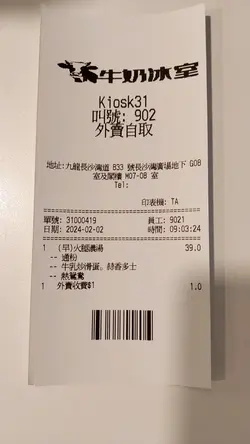 牛奶冰室
Kiosk31
叫號: 902
外賣自取
地址:九龍長沙灣道 833 號長沙灣廣場地下 G08
室及閣樓 M07-08 室
Tel:
印表機: TA
單號: 31000419 員工: 9021
日期: 2024-02-02 時間: 09:03:24
1 (早)火腿濃湯 39.0
-- 通粉
-- 牛乳炒滑蛋。蒜香多士
-- 熱鴛鴦
1 外賣收費$1 1.0